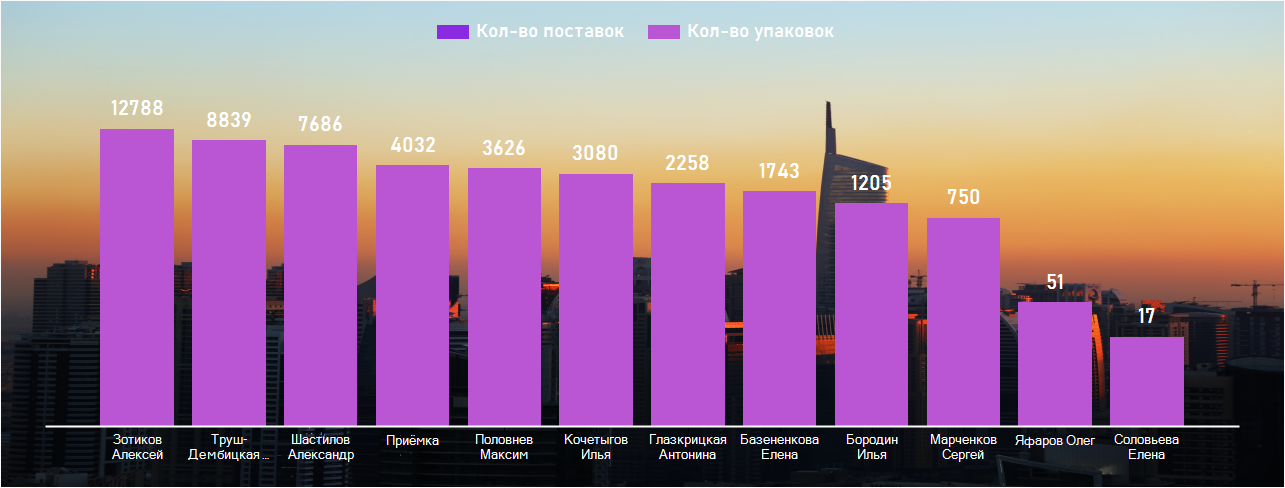 Кол-во поставок Кол-во упаковок
12788 8839 7686 4032 3626 3080 2258 1743 1205 750 51 17
Зотиков Алексей
Труш-Дембицкая ...
Шастилов Александр
Приёмка
Половнев Максим
Кочетыгов Илья
Глазкрицкая Антонина
Базененкова Елена
Бородин Илья
Марченков Сергей
Яфаров Олег
Соловьева Елена